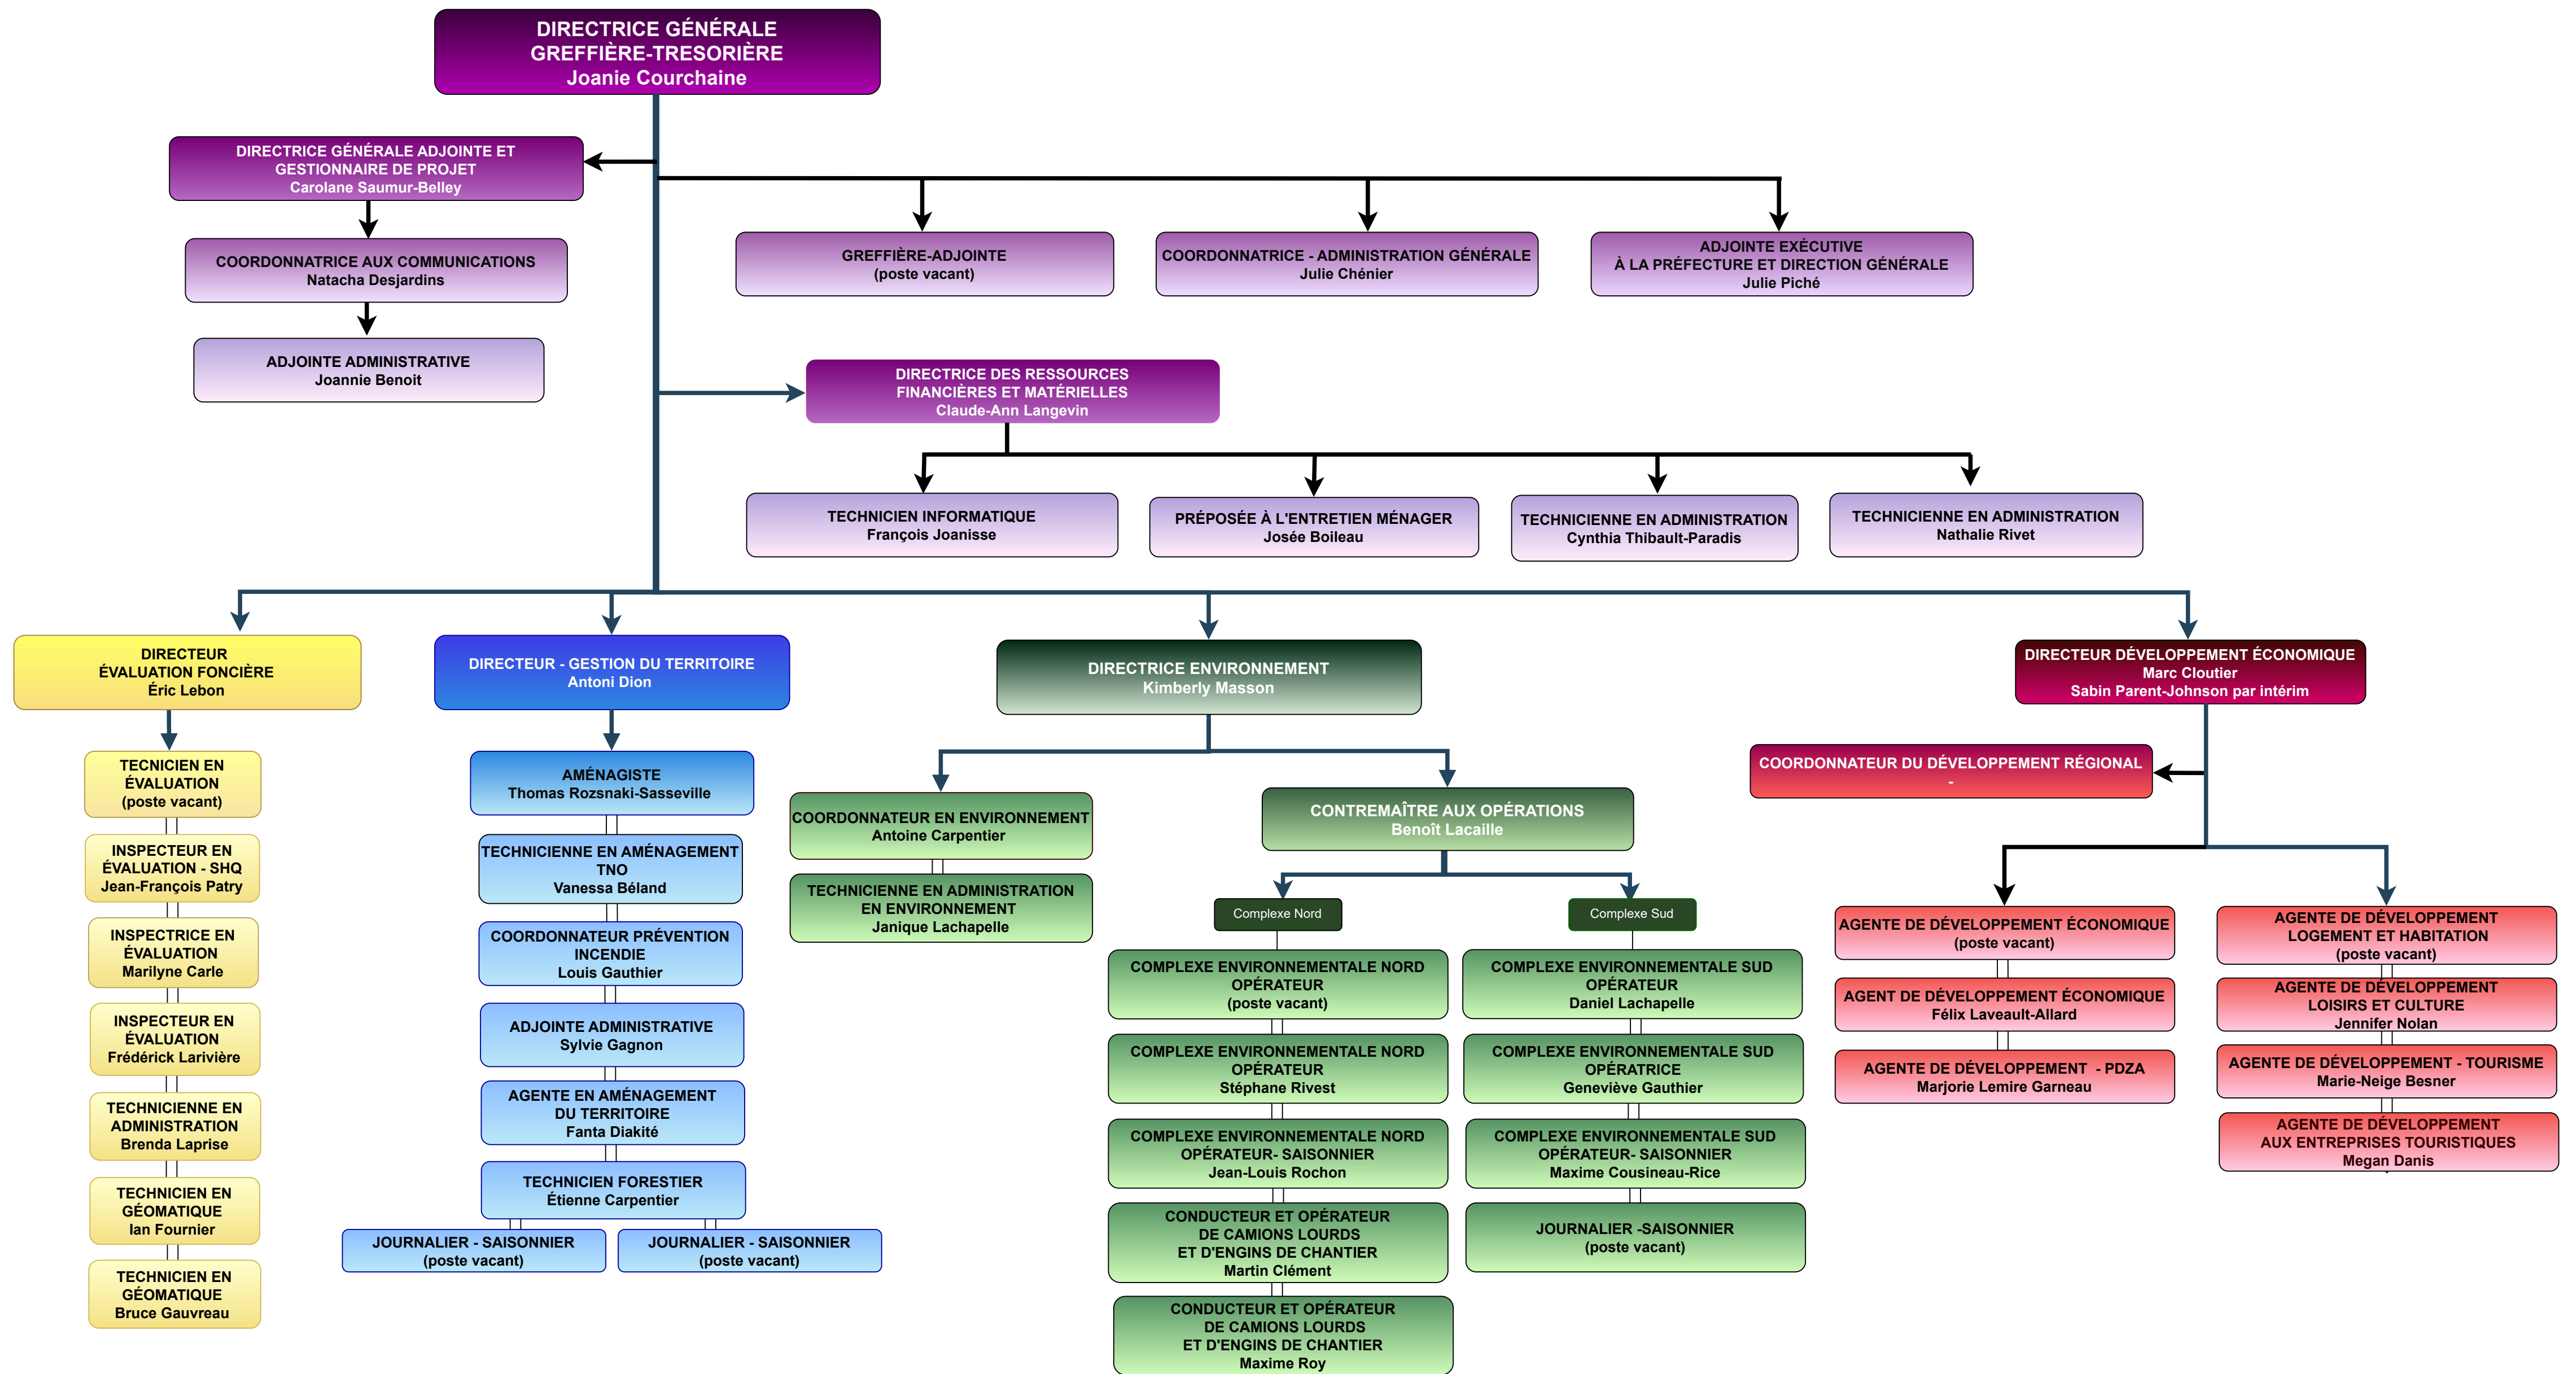 DIRECTRICE GÉNÉRALE
GREFFIÈRE-TRESORIÈRE
Joanie Courchaine
DIRECTRICE GÉNÉRALE ADJOINTE ET
GESTIONNAIRE DE PROJET
Carolane Saumur-Belley
COORDONNATRICE AUX COMMUNICATIONS
Natacha Desjardins
ADJOINTE ADMINISTRATIVE
Joannie Benoit
GREFFIÈRE-ADJOINTE
(poste vacant)
COORDONNATRICE - ADMINISTRATION GÉNÉRALE
Julie Chénier
ADJOINTE EXÉCUTIVE
À LA PRÉFECTURE ET DIRECTION GÉNÉRALE
Julie Piché
DIRECTRICE DES RESSOURCES
FINANCIÈRES ET MATÉRIELLES
Claude-Ann Langevin
TECHNICIEN INFORMATIQUE
François Joanisse
PRÉPOSÉE À L'ENTRETIEN MÉNAGER
Josée Boileau
TECHNICIENNE EN ADMINISTRATION
Cynthia Thibault-Paradis
TECHNICIENNE EN ADMINISTRATION
Nathalie Rivet
DIRECTEUR
ÉVALUATION FONCIÈRE
Éric Lebon
TECNICIEN EN
ÉVALUATION
(poste vacant)
INSPECTEUR EN
ÉVALUATION - SHQ
Jean-François Patry
INSPECTRICE EN
ÉVALUATION
Marilyne Carle
INSPECTEUR EN
ÉVALUATION
Frédérick Larivière
TECHNICIENNE EN
ADMINISTRATION
Brenda Laprise
TECHNICIEN EN
GÉOMATIQUE
Ian Fournier
TECHNICIEN EN
GÉOMATIQUE
Bruce Gauvreau
DIRECTEUR - GESTION DU TERRITOIRE
Antoni Dion
AMÉNAGISTE
Thomas Rozsnaki-Sasseville
TECHNICIENNE EN AMÉNAGEMENT
TNO
Vanessa Béland
COORDONNATEUR PRÉVENTION
INCENDIE
Louis Gauthier
ADJOINTE ADMINISTRATIVE
Sylvie Gagnon
AGENTE EN AMÉNAGEMENT
DU TERRITOIRE
Fanta Diakité
TECHNICIEN FORESTIER
Étienne Carpentier
JOURNALIER - SAISONNIER
(poste vacant)
JOURNALIER - SAISONNIER
(poste vacant)
DIRECTRICE ENVIRONNEMENT
Kimberly Masson
COORDONNATEUR EN ENVIRONNEMENT
Antoine Carpentier
TECHNICIENNE EN ADMINISTRATION
EN ENVIRONNEMENT
Janique Lachapelle
CONTREMAÎTRE AUX OPÉRATIONS
Benoît Lacaille
Complexe Nord
COMPLEXE ENVIRONNEMENTALE NORD
OPÉRATEUR
(poste vacant)
COMPLEXE ENVIRONNEMENTALE NORD
OPÉRATEUR
Stéphane Rivest
COMPLEXE ENVIRONNEMENTALE NORD
OPÉRATEUR- SAISONNIER
Jean-Louis Rochon
CONDUCTEUR ET OPÉRATEUR
DE CAMIONS LOURDS
ET D'ENGINS DE CHANTIER
Martin Clément
CONDUCTEUR ET OPÉRATEUR
DE CAMIONS LOURDS
ET D'ENGINS DE CHANTIER
Maxime Roy
Complexe Sud
COMPLEXE ENVIRONNEMENTALE SUD
OPÉRATEUR
Daniel Lachapelle
COMPLEXE ENVIRONNEMENTALE SUD
OPÉRATRICE
Geneviève Gauthier
COMPLEXE ENVIRONNEMENTALE SUD
OPÉRATEUR- SAISONNIER
Maxime Cousineau-Rice
JOURNALIER -SAISONNIER
(poste vacant)
DIRECTEUR DÉVELOPPEMENT ÉCONOMIQUE
Marc Cloutier
Sabin Parent-Johnson par intérim
COORDONNATEUR DU DÉVELOPPEMENT RÉGIONAL
-
AGENTE DE DÉVELOPPEMENT ÉCONOMIQUE
(poste vacant)
AGENT DE DÉVELOPPEMENT ÉCONOMIQUE
Félix Laveault-Allard
AGENTE DE DÉVELOPPEMENT - PDZA
Marjorie Lemire Garneau
AGENTE DE DÉVELOPPEMENT
LOGEMENT ET HABITATION
(poste vacant)
AGENTE DE DÉVELOPPEMENT
LOISIRS ET CULTURE
Jennifer Nolan
AGENTE DE DÉVELOPPEMENT - TOURISME
Marie-Neige Besner
AGENTE DE DÉVELOPPEMENT
AUX ENTREPRISES TOURISTIQUES
Megan Danis